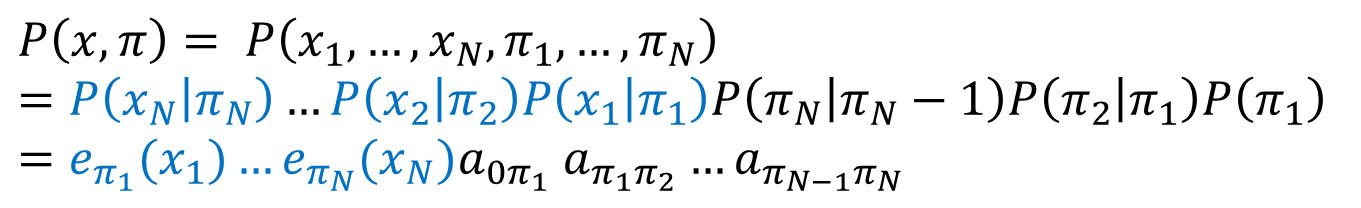 P(x, π) = P(x₁, …, x_N, π₁, …, π_N)
= P(x_N|π_N) … P(x₂|π₂)P(x₁|π₁)P(π_N|π_N − 1)P(π₂|π₁)P(π₁)
= e_{π₁}(x₁) … e_{π_N}(x_N)a_{0π₁} a_{π₁π₂} … a_{π_{N−1}π_N}